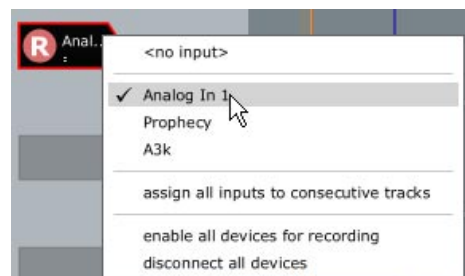 R Anal..
:
<no input>
✓ Analog In 1
Prophecy
A3k
assign all inputs to consecutive tracks
enable all devices for recording
disconnect all devices